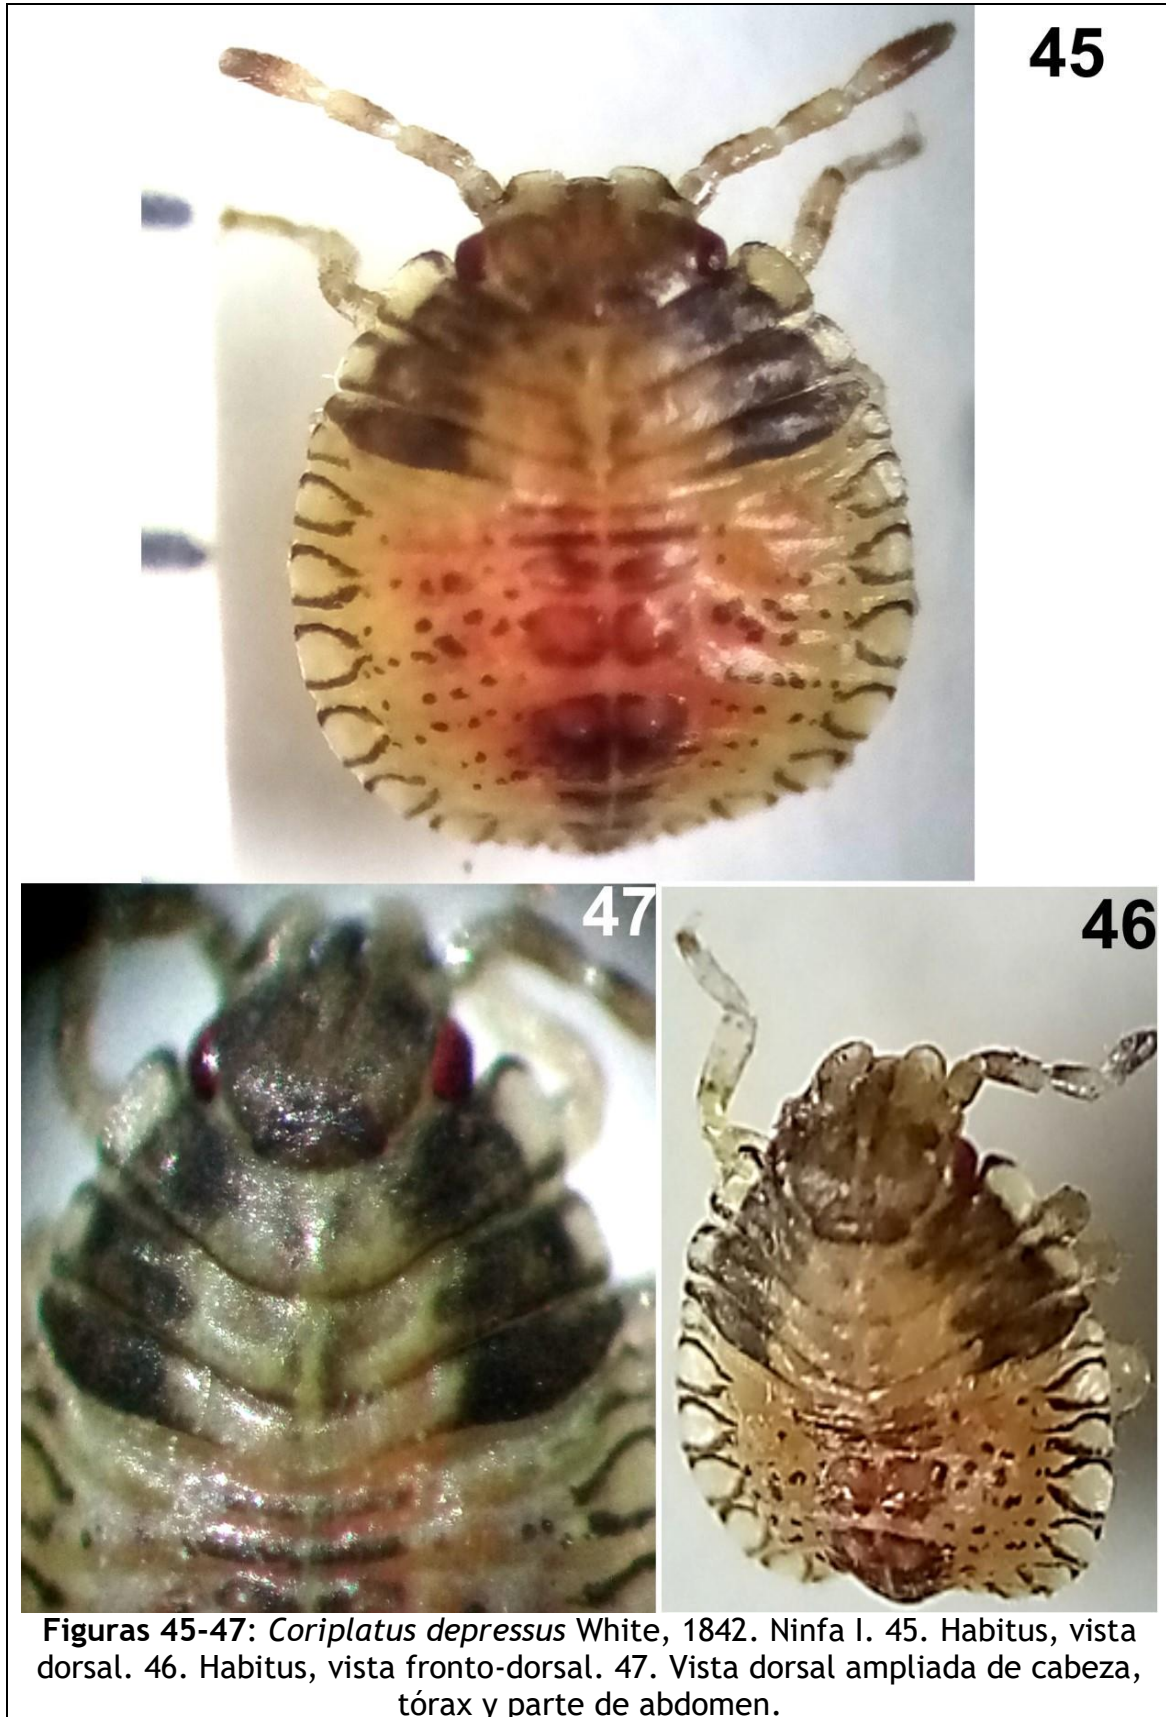 45
47
46
Figuras 45-47: Coriplatus depressus White, 1842. Ninfa I. 45. Habitus, vista
dorsal. 46. Habitus, vista fronto-dorsal. 47. Vista dorsal ampliada de cabeza,
tórax y parte de abdomen.